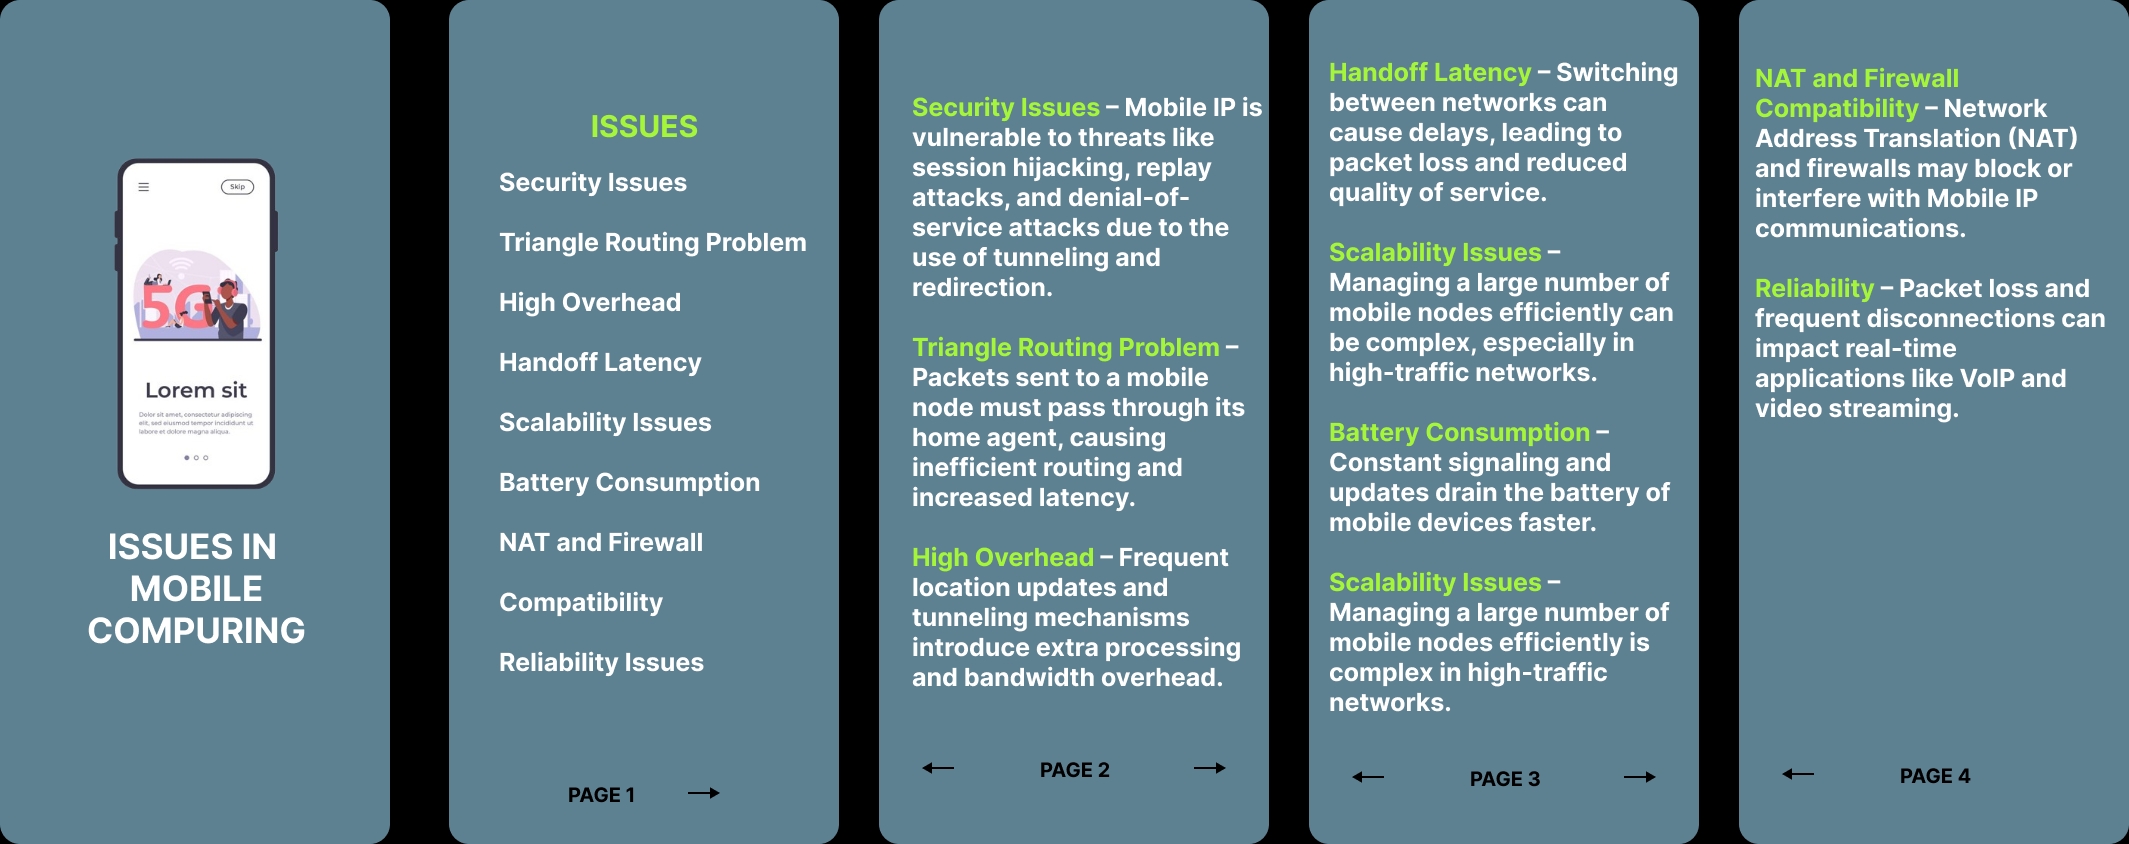 Skip
5G
Lorem sit
Dolor sit amet, consectetur adipiscing
elit, sed eiusmod tempor incididunt ut
labore et dolore magna aliqua.
ISSUES IN
MOBILE
COMPURING
ISSUES
Security Issues
Triangle Routing Problem
High Overhead
Handoff Latency
Scalability Issues
Battery Consumption
NAT and Firewall
Compatibility
Reliability Issues
PAGE 1
Security Issues – Mobile IP is
vulnerable to threats like
session hijacking, replay
attacks, and denial-of-
service attacks due to the
use of tunneling and
redirection.
Triangle Routing Problem –
Packets sent to a mobile
node must pass through its
home agent, causing
inefficient routing and
increased latency.
High Overhead – Frequent
location updates and
tunneling mechanisms
introduce extra processing
and bandwidth overhead.
PAGE 2
Handoff Latency – Switching
between networks can
cause delays, leading to
packet loss and reduced
quality of service.
Scalability Issues –
Managing a large number of
mobile nodes efficiently can
be complex, especially in
high-traffic networks.
Battery Consumption –
Constant signaling and
updates drain the battery of
mobile devices faster.
Scalability Issues –
Managing a large number of
mobile nodes efficiently is
complex in high-traffic
networks.
PAGE 3
NAT and Firewall
Compatibility – Network
Address Translation (NAT)
and firewalls may block or
interfere with Mobile IP
communications.
Reliability – Packet loss and
frequent disconnections can
impact real-time
applications like VoIP and
video streaming.
PAGE 4